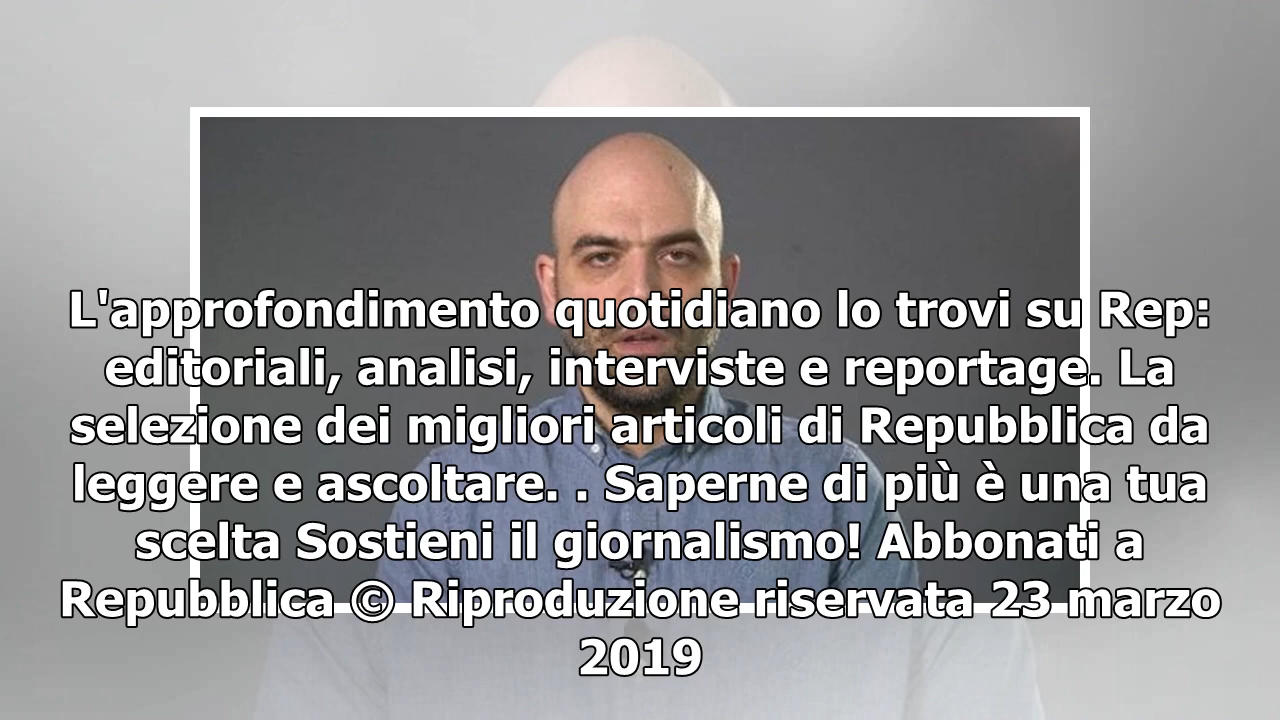 L'approfondimento quotidiano lo trovi su Rep:
editoriali, analisi, interviste e reportage. La
selezione dei migliori articoli di Repubblica da
leggere e ascoltare. . Saperne di più è una tua
scelta Sostieni il giornalismo! Abbonati a
Repubblica © Riproduzione riservata 23 marzo
2019